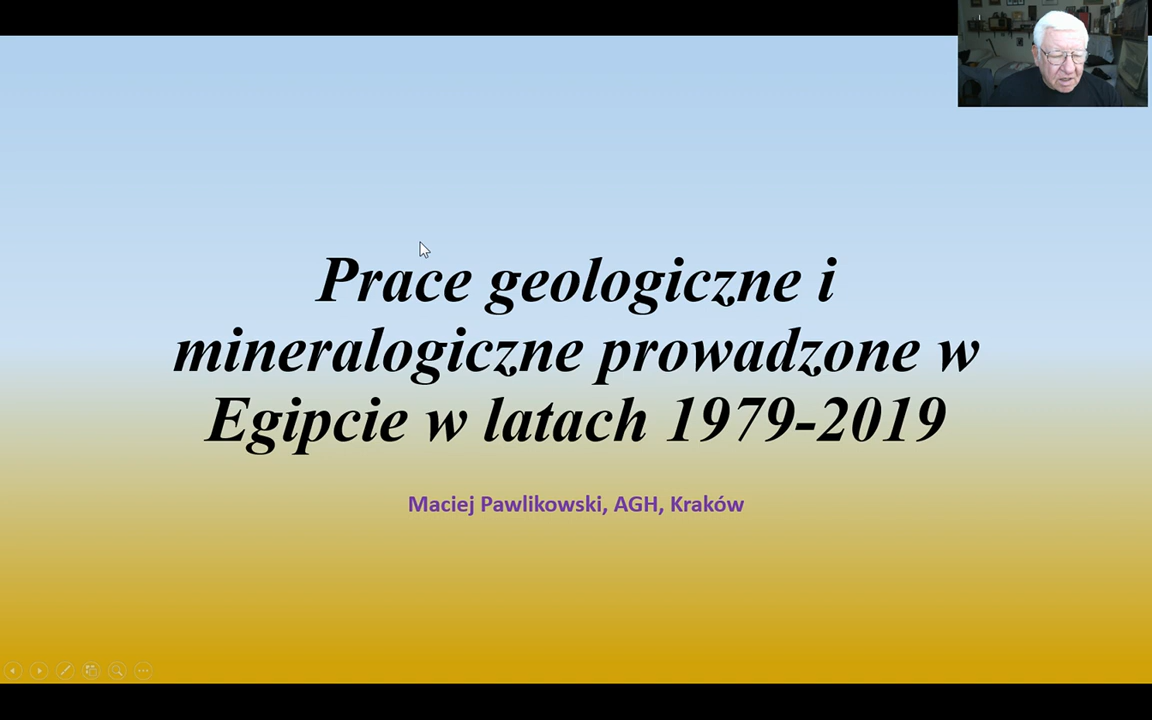 Prace geologiczne i
mineralogiczne prowadzone w
Egipcie w latach 1979-2019
Maciej Pawlikowski, AGH, Kraków